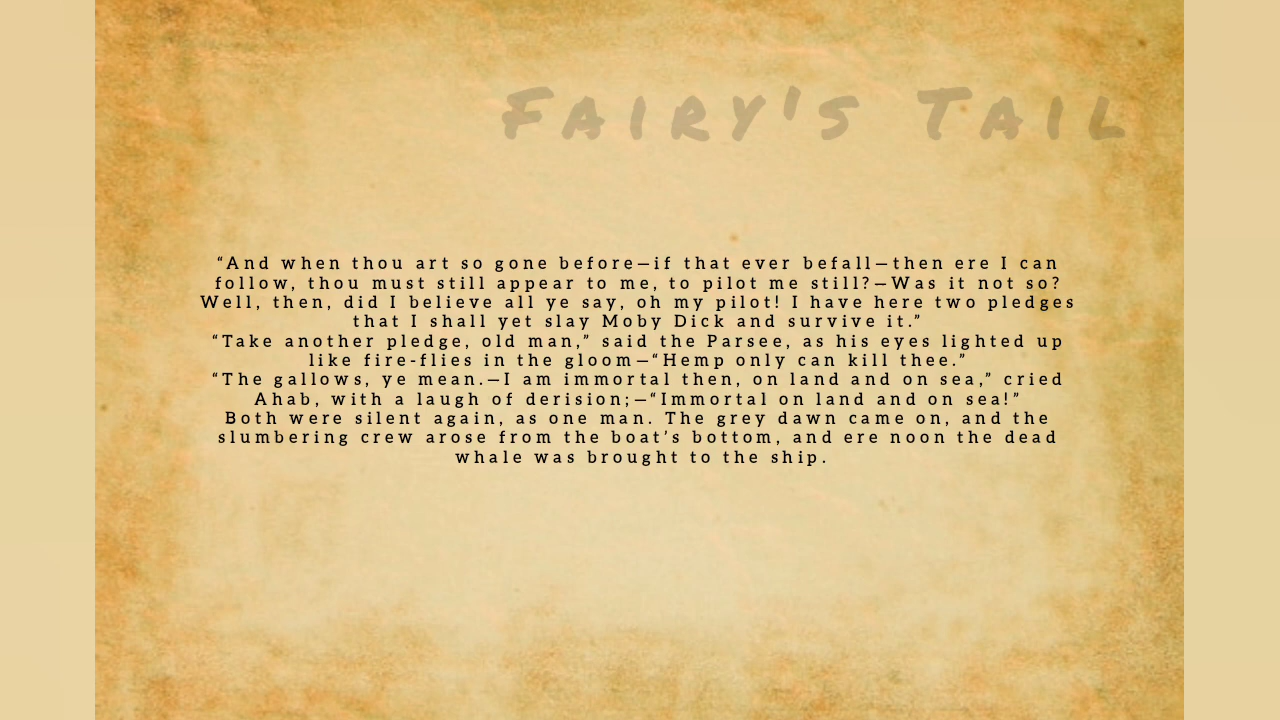 FAIRY'S TAIL
“And when thou art so gone before—if that ever befall—then ere I can
follow, thou must still appear to me, to pilot me still?—Was it not so?
Well, then, did I believe all ye say, oh my pilot! I have here two pledges
that I shall yet slay Moby Dick and survive it.”
“Take another pledge, old man,” said the Parsee, as his eyes lighted up
like fire-flies in the gloom—“Hemp only can kill thee.”
“The gallows, ye mean.—I am immortal then, on land and on sea,” cried
Ahab, with a laugh of derision;—“Immortal on land and on sea!”
Both were silent again, as one man. The grey dawn came on, and the
slumbering crew arose from the boat’s bottom, and ere noon the dead
whale was brought to the ship.